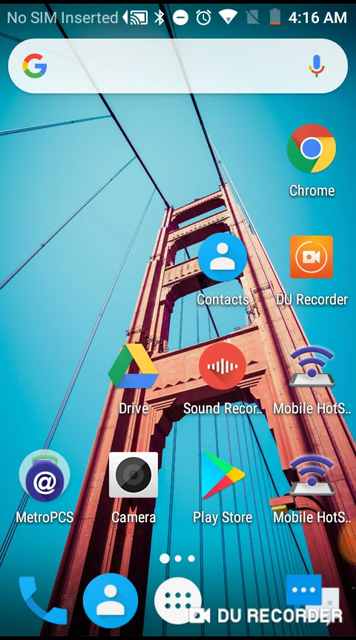 No SIM Inserted 4:16 AM
G
Chrome
Contacts DU Recorder
Drive Sound Recor.. Mobile HotS..
@
MetroPCS Camera Play Store Mobile HotS..
DU RECORDER